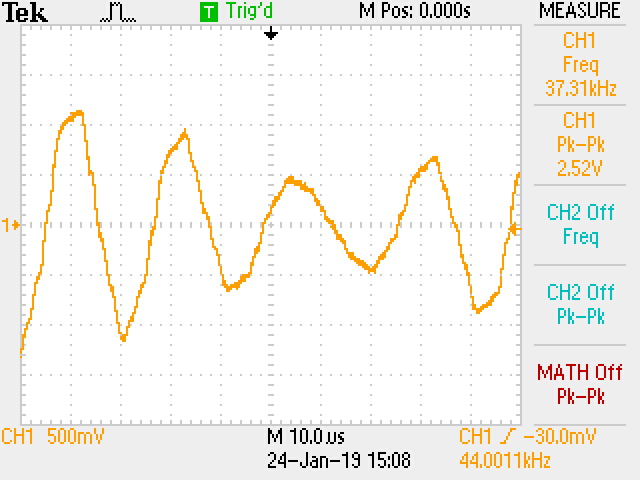 Tek T Trig'd M Pos: 0.000s MEASURE
CH1
Freq
37.31kHz
CH1
Pk-Pk
2.52V
1
CH2 Off
Freq
CH2 Off
Pk-Pk
MATH Off
Pk-Pk
CH1 500mV M 10.0us CH1 -30.0mV
24-Jan-19 15:08 44.0011kHz